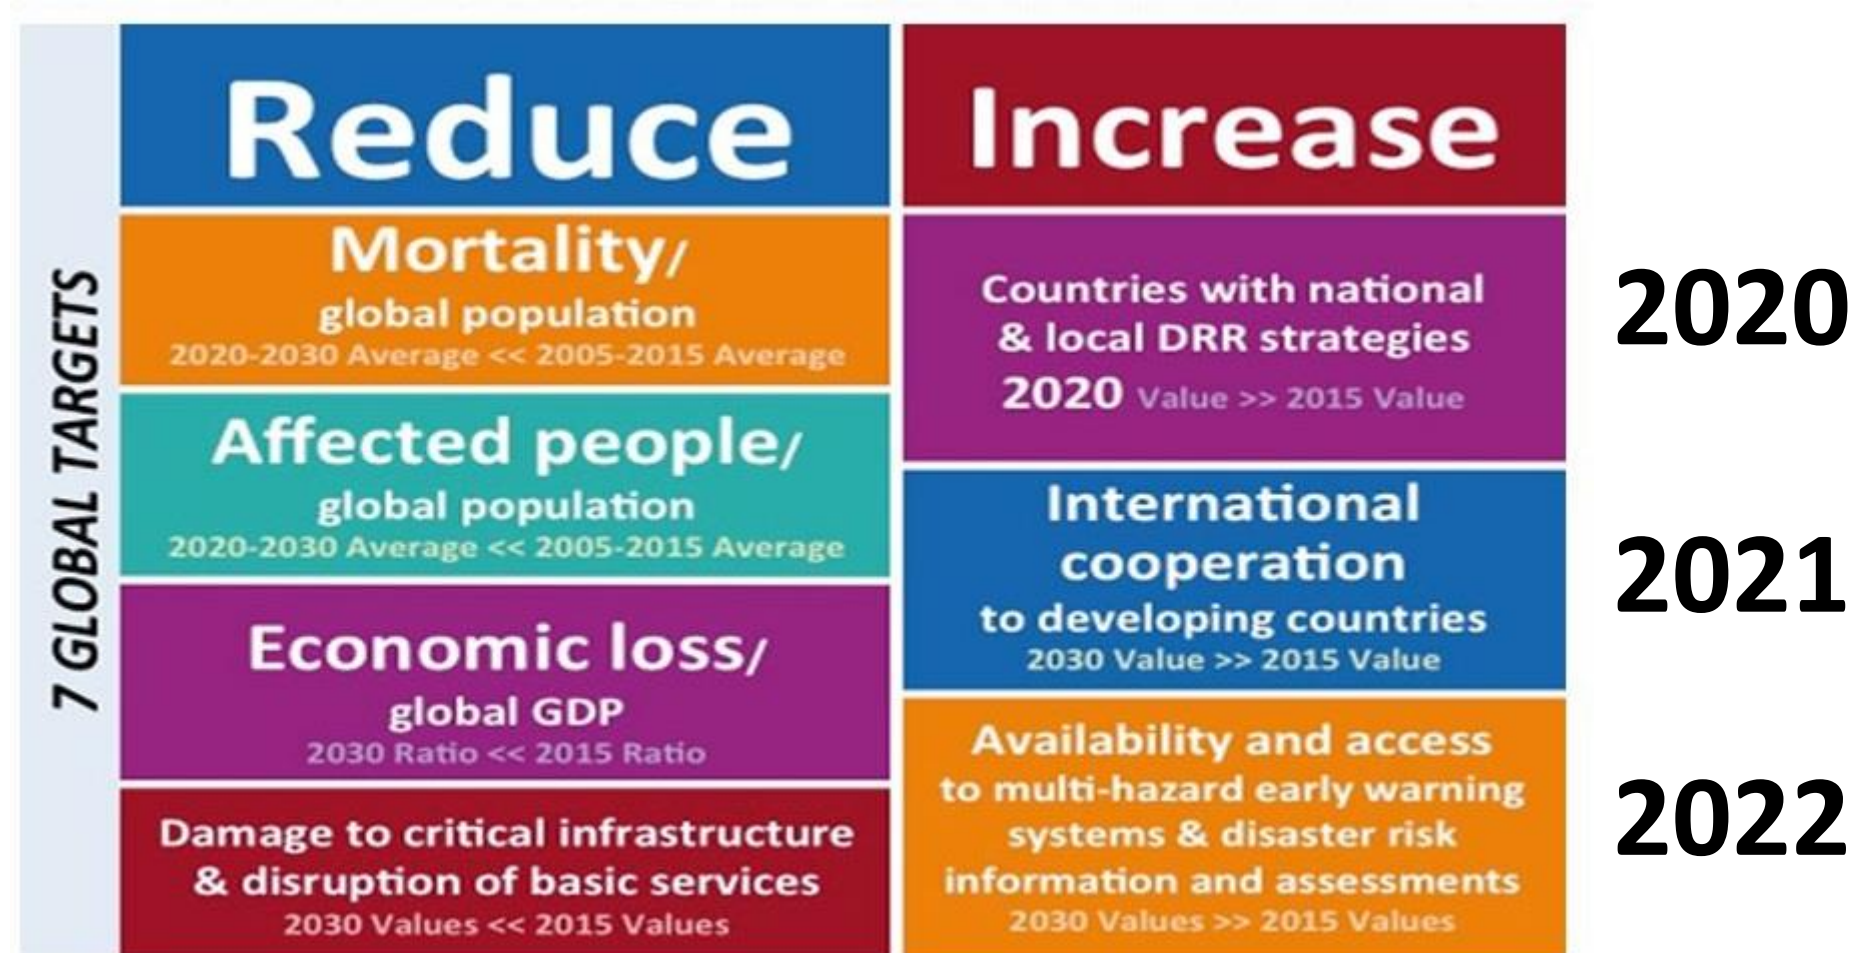 7 GLOBAL TARGETS
Reduce
Mortality/
global population
2020-2030 Average << 2005-2015 Average
Affected people/
global population
2020-2030 Average << 2005-2015 Average
Economic loss/
global GDP
2030 Ratio << 2015 Ratio
Damage to critical infrastructure
& disruption of basic services
2030 Values << 2015 Values
Increase
Countries with national
& local DRR strategies
2020 Value >> 2015 Value
2020
International
cooperation
to developing countries
2030 Value >> 2015 Value
2021
Availability and access
to multi-hazard early warning
systems & disaster risk
information and assessments
2030 Values >> 2015 Values
2022